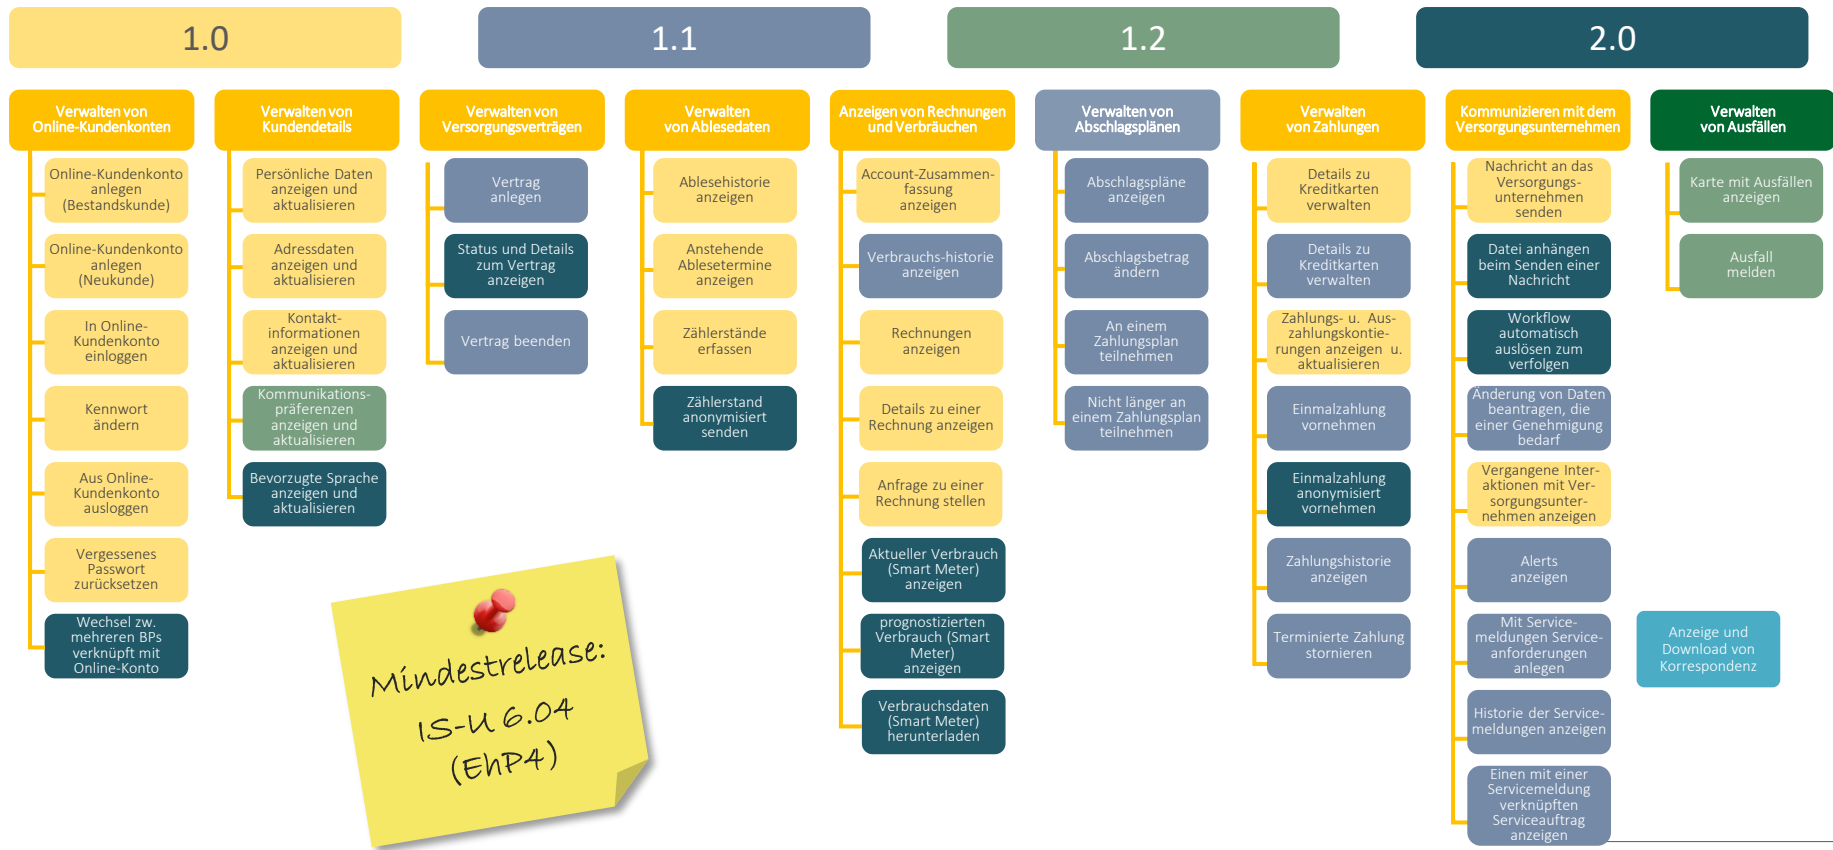 1.0
1.1
1.2
2.0
Verwalten von
Online-Kundenkonten
Online-Kundenkonto
anlegen
(Bestandskunde)
Online-Kundenkonto
anlegen
(Neukunde)
In Online-
Kundenkonto
einloggen
Kennwort
ändern
Aus Online-
Kundenkonto
ausloggen
Vergessenes
Passwort
zurücksetzen
Wechsel zw.
mehreren BPs
verknüpft mit
Online-Konto
Verwalten von
Kundendetails
Persönliche Daten
anzeigen und
aktualisieren
Adressdaten
anzeigen und
aktualisieren
Kontakt-
informationen
anzeigen und
aktualisieren
Kommunikations-
präferenzen
anzeigen und
aktualisieren
Bevorzugte Sprache
anzeigen und
aktualisieren
Verwalten von
Versorgungsverträgen
Vertrag
anlegen
Status und Details
zum Vertrag
anzeigen
Vertrag beenden
Verwalten
von Ablesedaten
Ablesehistorie
anzeigen
Anstehende
Ablesetermine
anzeigen
Zählerstände
erfassen
Zählerstand
anonymisiert
senden
Anzeigen von Rechnungen
und Verbräuchen
Account-Zusammen-
fassung
anzeigen
Verbrauchs-historie
anzeigen
Rechnungen
anzeigen
Details zu einer
Rechnung anzeigen
Anfrage zu einer
Rechnung stellen
Aktueller Verbrauch
(Smart Meter)
anzeigen
prognostizierten
Verbrauch (Smart
Meter)
anzeigen
Verbrauchsdaten
(Smart Meter)
herunterladen
Verwalten von
Abschlagsplänen
Abschlagspläne
anzeigen
Abschlagsbetrag
ändern
An einem
Zahlungsplan
teilnehmen
Nicht länger an
einem Zahlungsplan
teilnehmen
Verwalten
von Zahlungen
Details zu
Kreditkarten
verwalten
Details zu
Kreditkarten
verwalten
Zahlungs- u. Aus-
zahlungskontie-
rungen anzeigen u.
aktualisieren
Einmalzahlung
vornehmen
Einmalzahlung
anonymisiert
vornehmen
Zahlungshistorie
anzeigen
Terminierte Zahlung
stornieren
Kommunizieren mit dem
Versorgungsunternehmen
Nachricht an das
Versorgungs-
unternehmen
senden
Datei anhängen
beim Senden einer
Nachricht
Workflow
automatisch
auslösen zum
verfolgen
Änderung von Daten
beantragen, die
einer Genehmigung
bedarf
Vergangene Inter-
aktionen mit Ver-
sorgungsunter-
nehmen anzeigen
Alerts
anzeigen
Mit Service-
meldungen Service-
anforderungen
anlegen
Historie der Service-
meldungen anzeigen
Einen mit einer
Servicemeldung
verknüpften
Serviceauftrag
anzeigen
Verwalten
von Ausfällen
Karte mit Ausfällen
anzeigen
Ausfall
melden
Anzeige und
Download von
Korrespondenz
Mindestrelease:
IS-U 6.04
(EhP4)